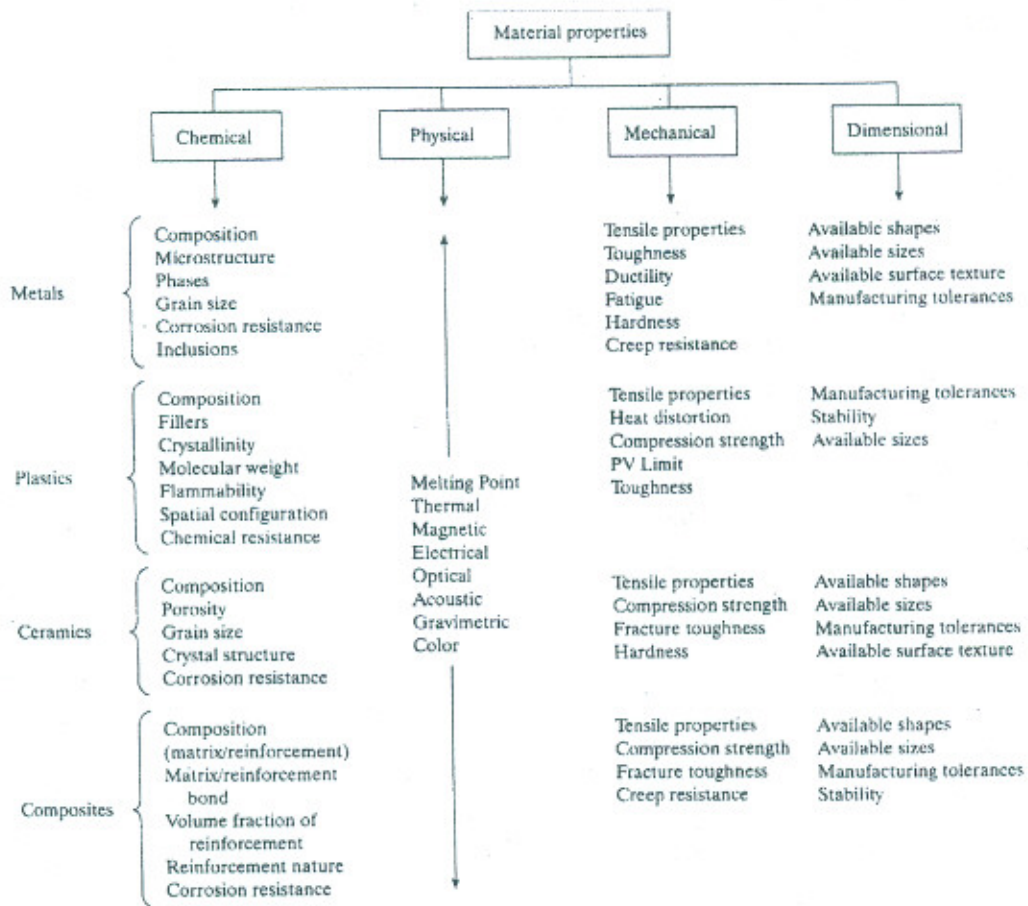 Material properties
Chemical
Physical
Mechanical
Dimensional
Metals
Composition
Microstructure
Phases
Grain size
Corrosion resistance
Inclusions
Tensile properties
Toughness
Ductility
Fatigue
Hardness
Creep resistance
Available shapes
Available sizes
Available surface texture
Manufacturing tolerances
Plastics
Composition
Fillers
Crystallinity
Molecular weight
Flammability
Spatial configuration
Chemical resistance
Melting Point
Thermal
Magnetic
Electrical
Optical
Acoustic
Gravimetric
Color
Tensile properties
Heat distortion
Compression strength
PV Limit
Toughness
Manufacturing tolerances
Stability
Available sizes
Ceramics
Composition
Porosity
Grain size
Crystal structure
Corrosion resistance
Tensile properties
Compression strength
Fracture toughness
Hardness
Available shapes
Available sizes
Manufacturing tolerances
Available surface texture
Composites
Composition
(matrix/reinforcement)
Matrix/reinforcement
bond
Volume fraction of
reinforcement
Reinforcement nature
Corrosion resistance
Tensile properties
Compression strength
Fracture toughness
Creep resistance
Available shapes
Available sizes
Manufacturing tolerances
Stability